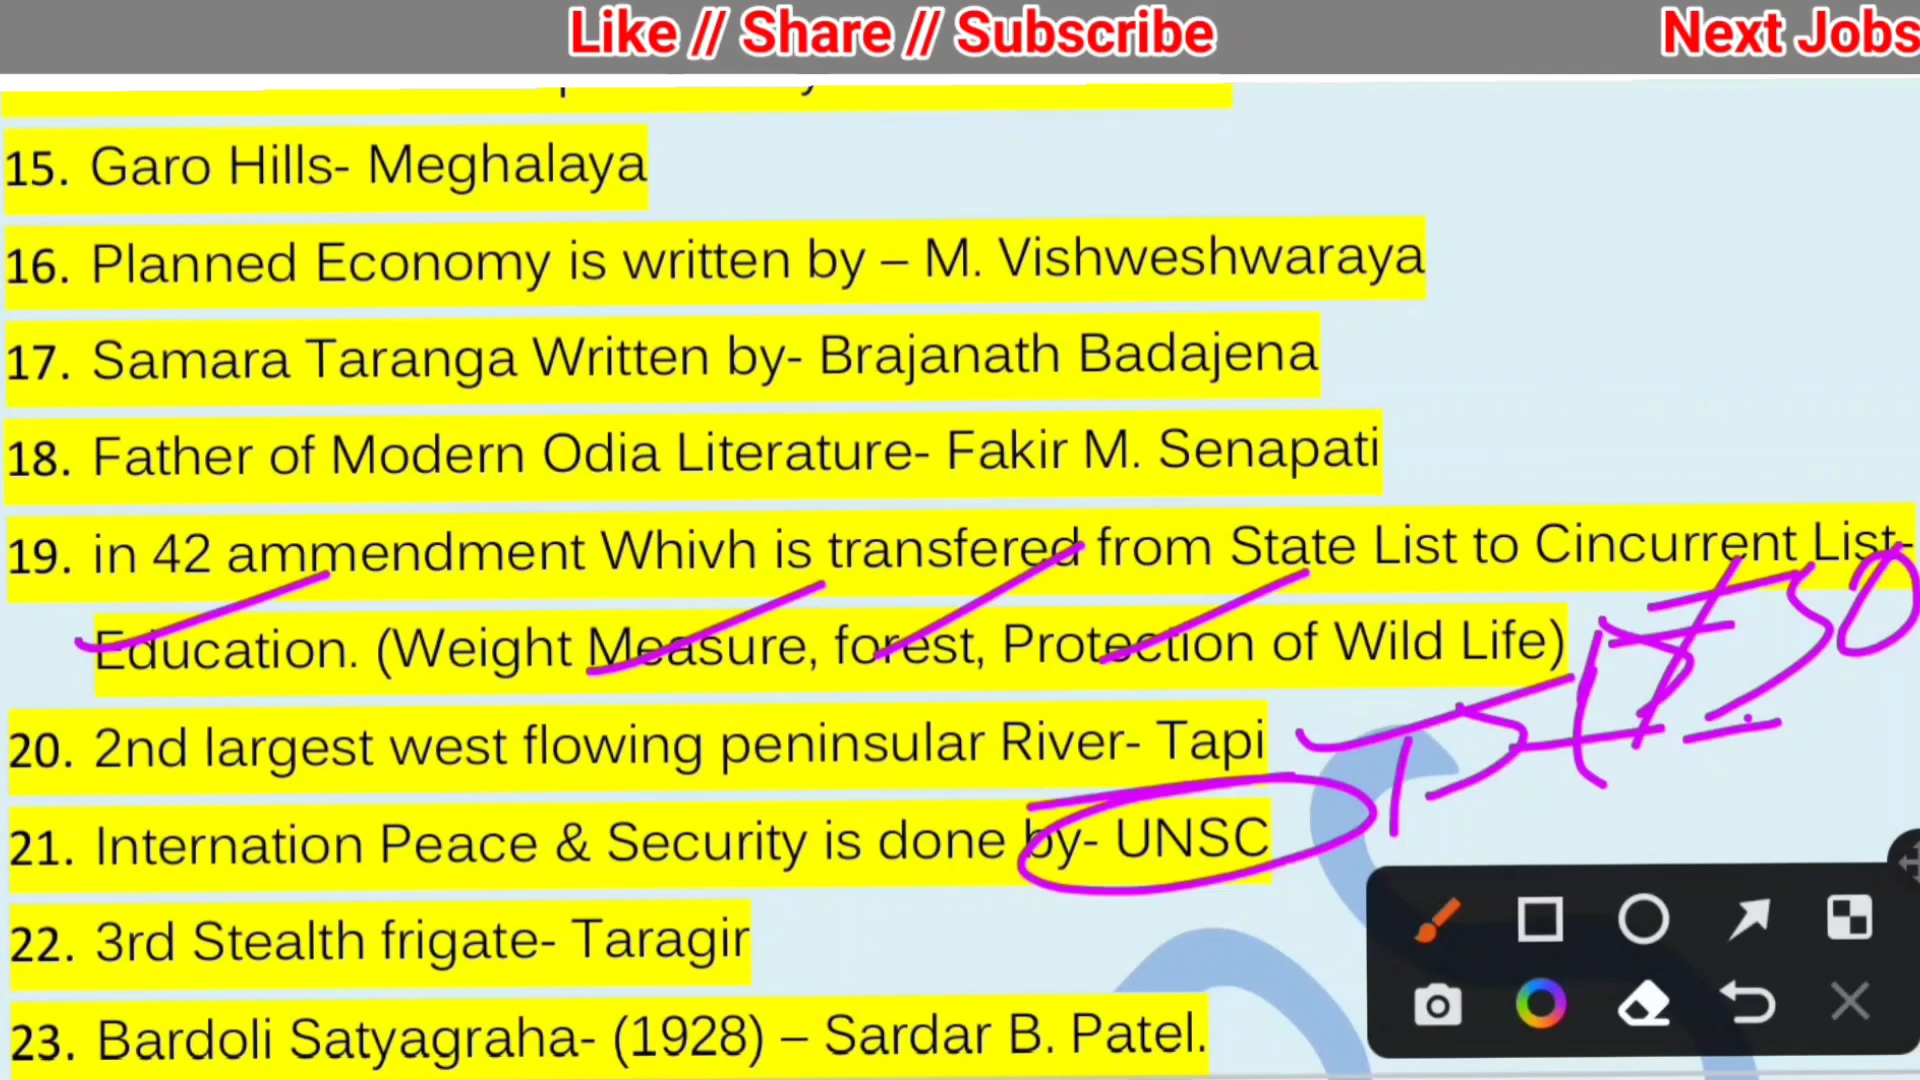 Like // Share // Subscribe
Next Jobs
15. Garo Hills- Meghalaya
16. Planned Economy is written by – M. Vishweshwaraya
17. Samara Taranga Written by- Brajanath Badajena
18. Father of Modern Odia Literature- Fakir M. Senapati
19. in 42 ammendment Whivh is transfered from State List to Cincurrent List-
Education. (Weight Measure, forest, Protection of Wild Life)
20. 2nd largest west flowing peninsular River- Tapi
21. Internation Peace & Security is done by- UNSC
22. 3rd Stealth frigate- Taragir
23. Bardoli Satyagraha- (1928) – Sardar B. Patel.